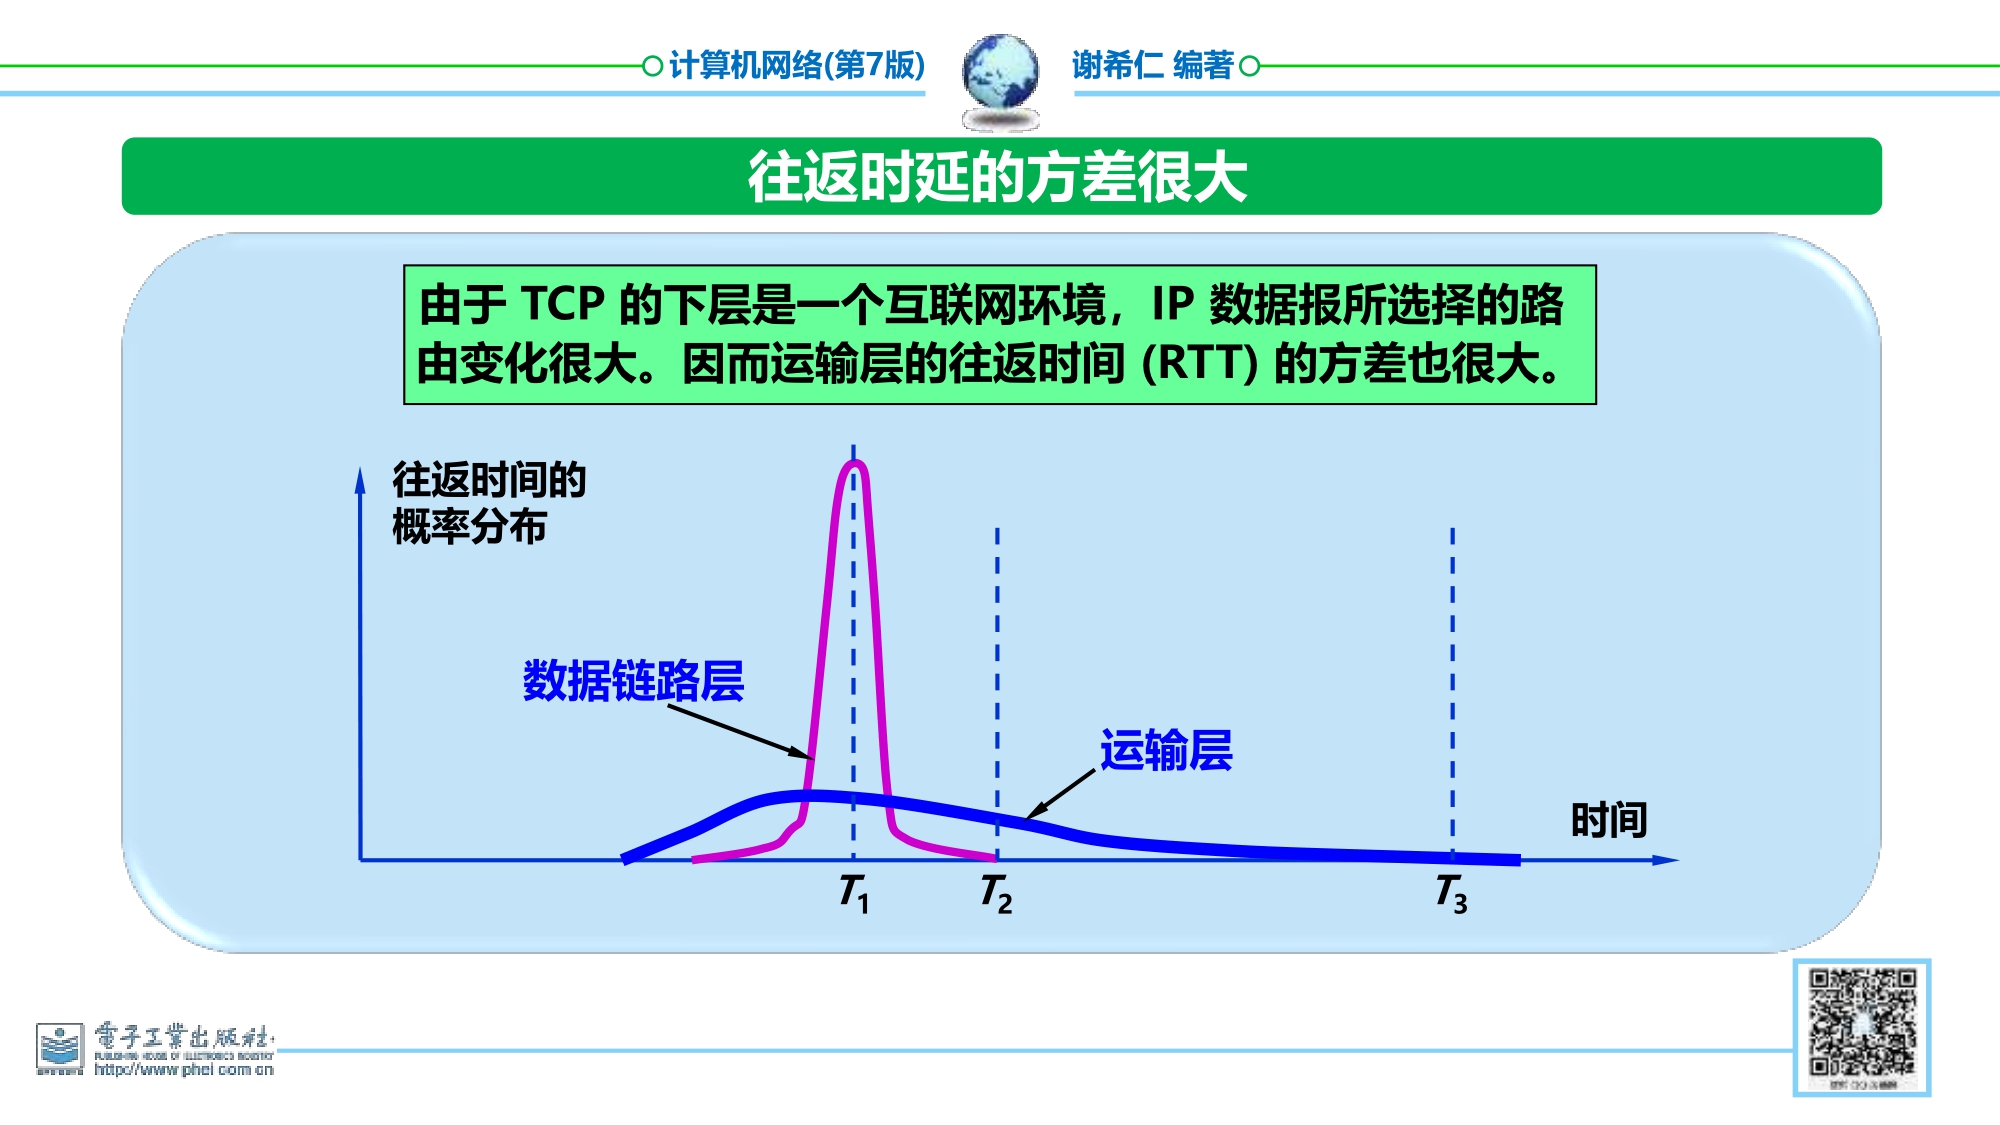 计算机网络(第7版)
谢希仁 编著
往返时延的方差很大
由于 TCP 的下层是一个互联网环境，IP 数据报所选择的路
由变化很大。因而运输层的往返时间 (RTT) 的方差也很大。
往返时间的
概率分布
数据链路层
运输层
时间
T1
T2
T3
電子工業出版社
PUBLISHING HOUSE OF ELECTRONICS INDUSTRY
http://www.phei.com.cn